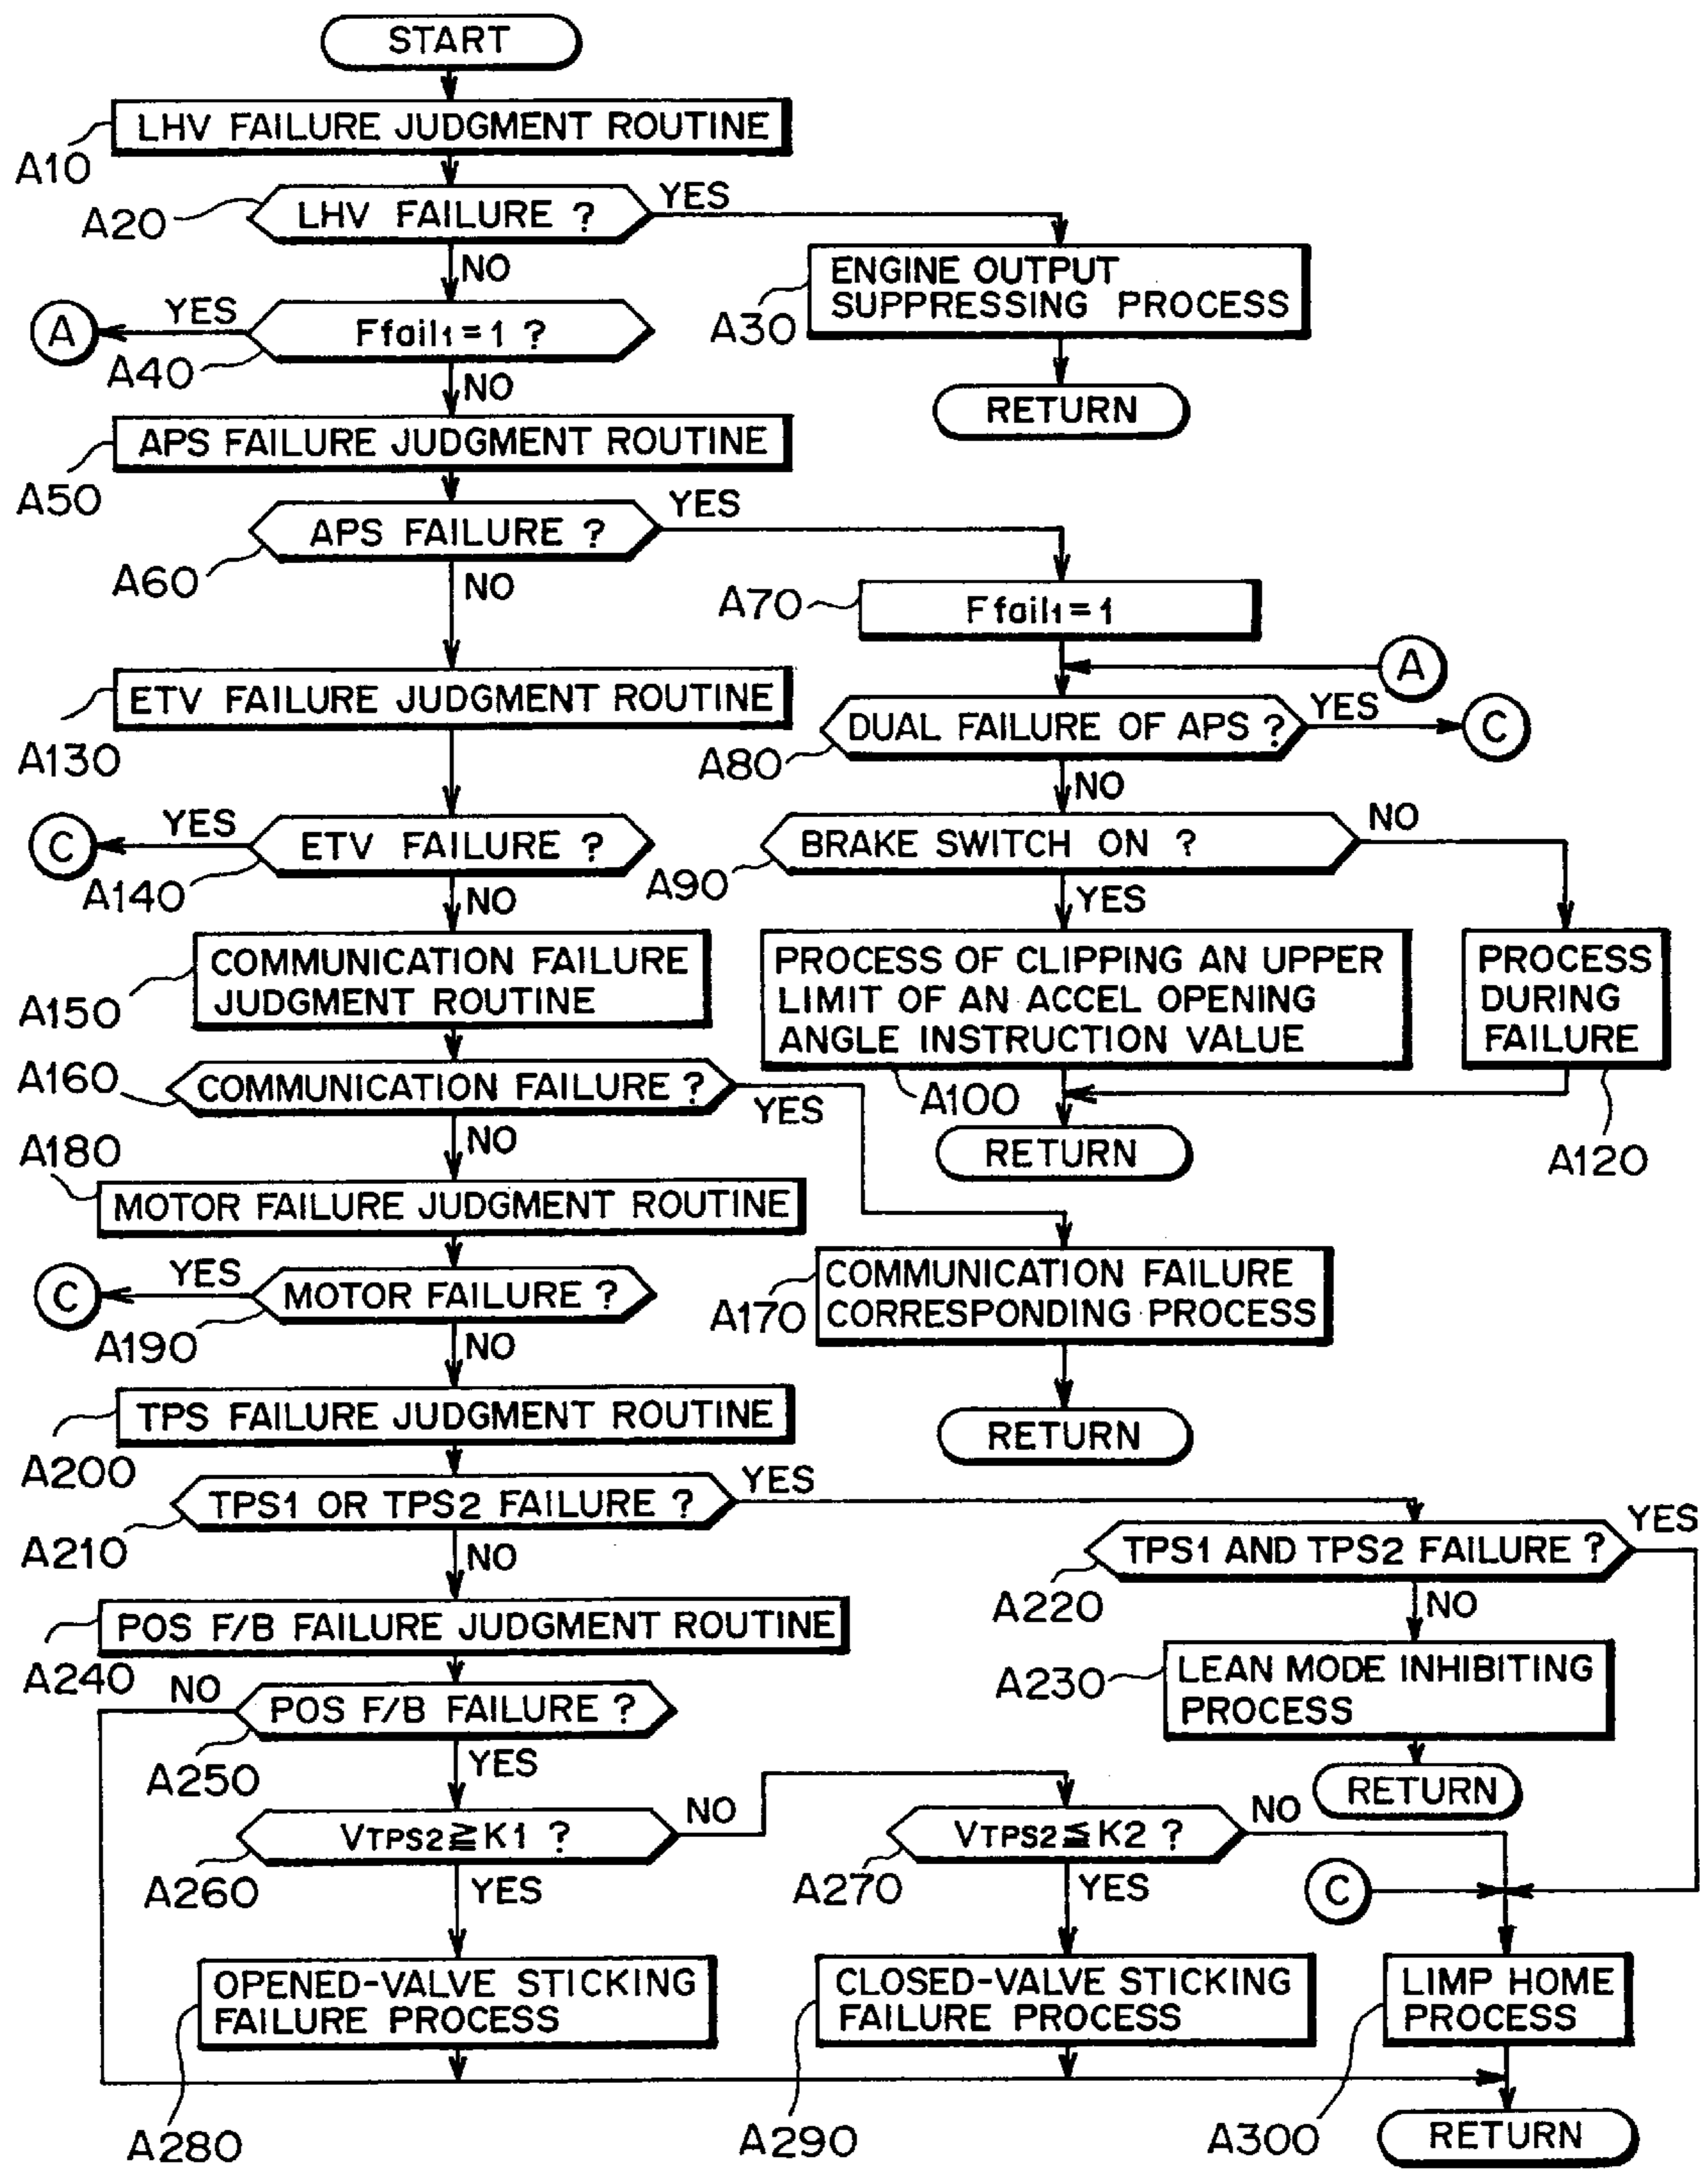 START
LHV FAILURE JUDGMENT ROUTINE
A10
LHV FAILURE ?
YES
A20
NO
ENGINE OUTPUT
SUPPRESSING PROCESS
A30
A
YES
Ffail1=1 ?
A40
NO
RETURN
APS FAILURE JUDGMENT ROUTINE
A50
YES
APS FAILURE ?
A60
NO
A70
Ffail1=1
A
ETV FAILURE JUDGMENT ROUTINE
A130
DUAL FAILURE OF APS ?
YES
C
A80
NO
C
YES
ETV FAILURE ?
A140
NO
BRAKE SWITCH ON ?
NO
A90
YES
COMMUNICATION FAILURE
JUDGMENT ROUTINE
A150
PROCESS OF CLIPPING AN UPPER
LIMIT OF AN ACCEL OPENING
ANGLE INSTRUCTION VALUE
A100
PROCESS
DURING
FAILURE
A120
A160
COMMUNICATION FAILURE ?
YES
NO
RETURN
A180
MOTOR FAILURE JUDGMENT ROUTINE
C
YES
MOTOR FAILURE ?
A190
NO
COMMUNICATION FAILURE
CORRESPONDING PROCESS
A170
RETURN
TPS FAILURE JUDGMENT ROUTINE
A200
TPS1 OR TPS2 FAILURE ?
YES
A210
NO
TPS1 AND TPS2 FAILURE ?
YES
A220
NO
POS F/B FAILURE JUDGMENT ROUTINE
A240
A230
LEAN MODE INHIBITING
PROCESS
RETURN
NO
POS F/B FAILURE ?
A250
YES
VTPS2≧K1 ?
NO
A260
YES
VTPS2≦K2 ?
NO
A270
YES
C
OPENED-VALVE STICKING
FAILURE PROCESS
A280
CLOSED-VALVE STICKING
FAILURE PROCESS
A290
LIMP HOME
PROCESS
A300
RETURN